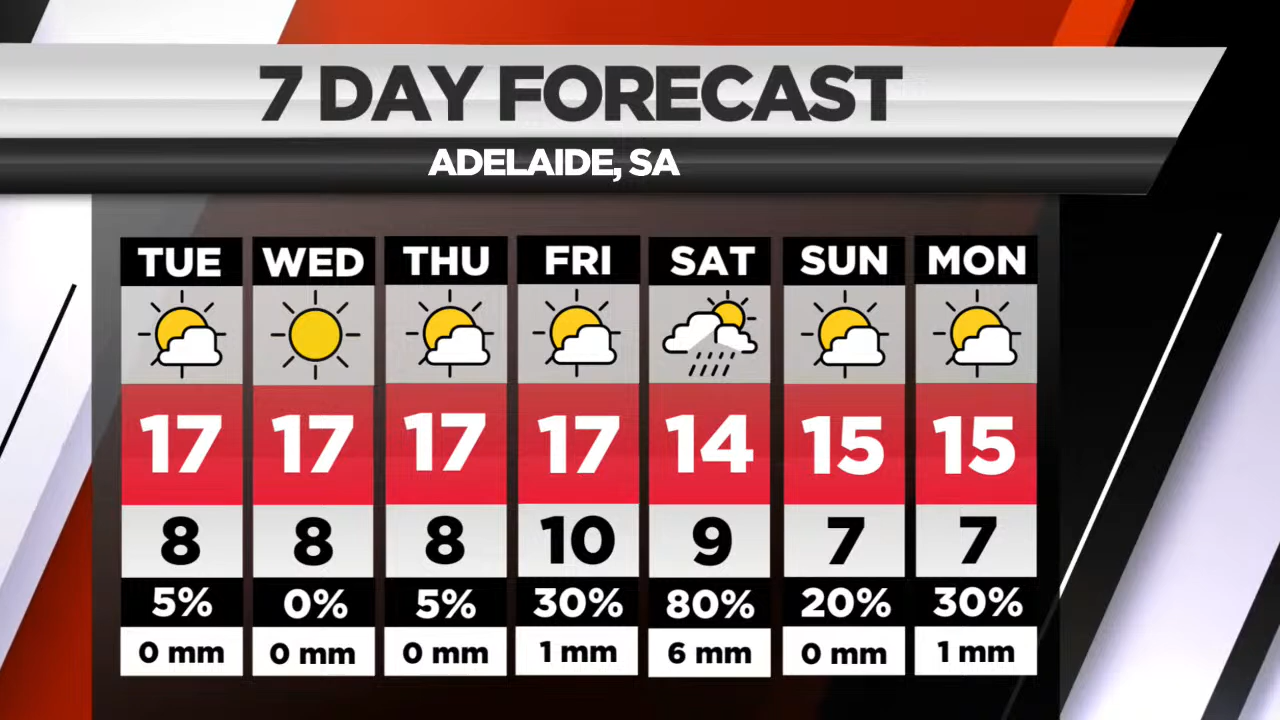 7 DAY FORECAST
ADELAIDE, SA
TUE WED THU FRI SAT SUN MON
17 17 17 17 14 15 15
8 8 8 10 9 7 7
5% 0% 5% 30% 80% 20% 30%
0 mm 0 mm 0 mm 1 mm 6 mm 0 mm 1 mm